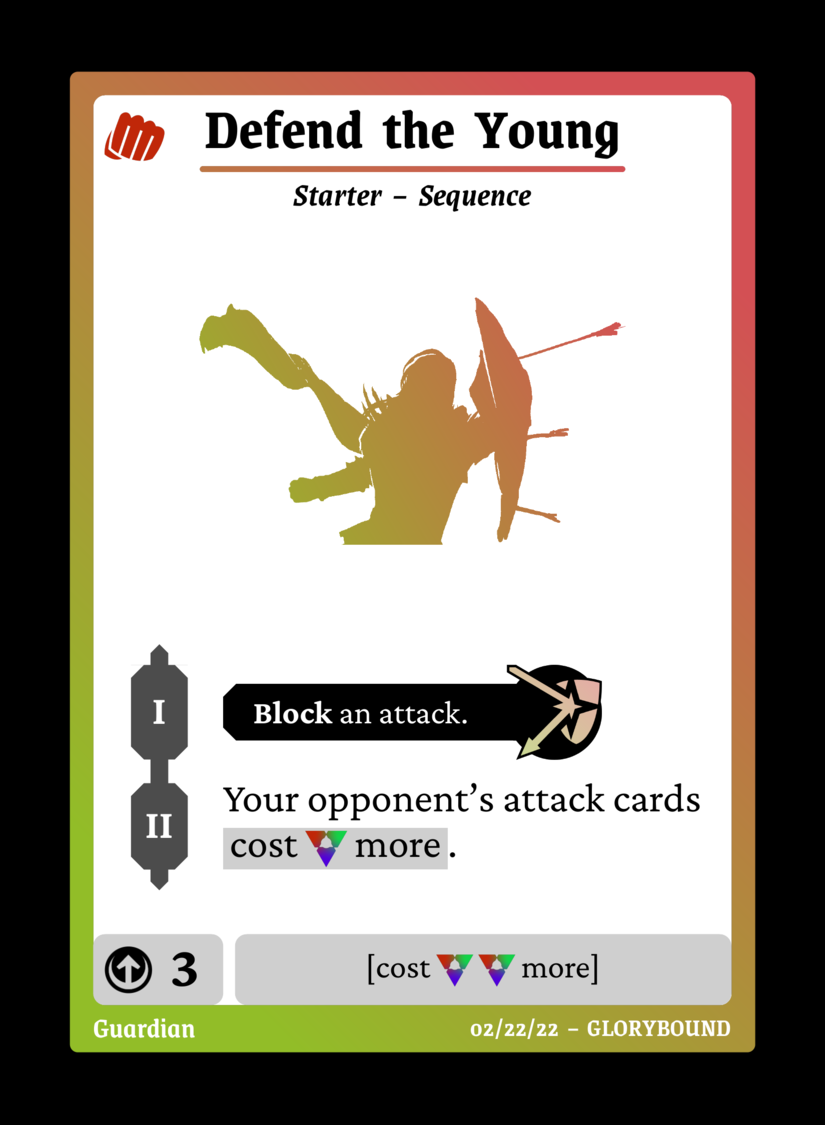 Defend the Young
Starter – Sequence
I
Block an attack.
II
Your opponent's attack cards
cost more.
3
[cost more]
Guardian
02/22/22 – GLORYBOUND